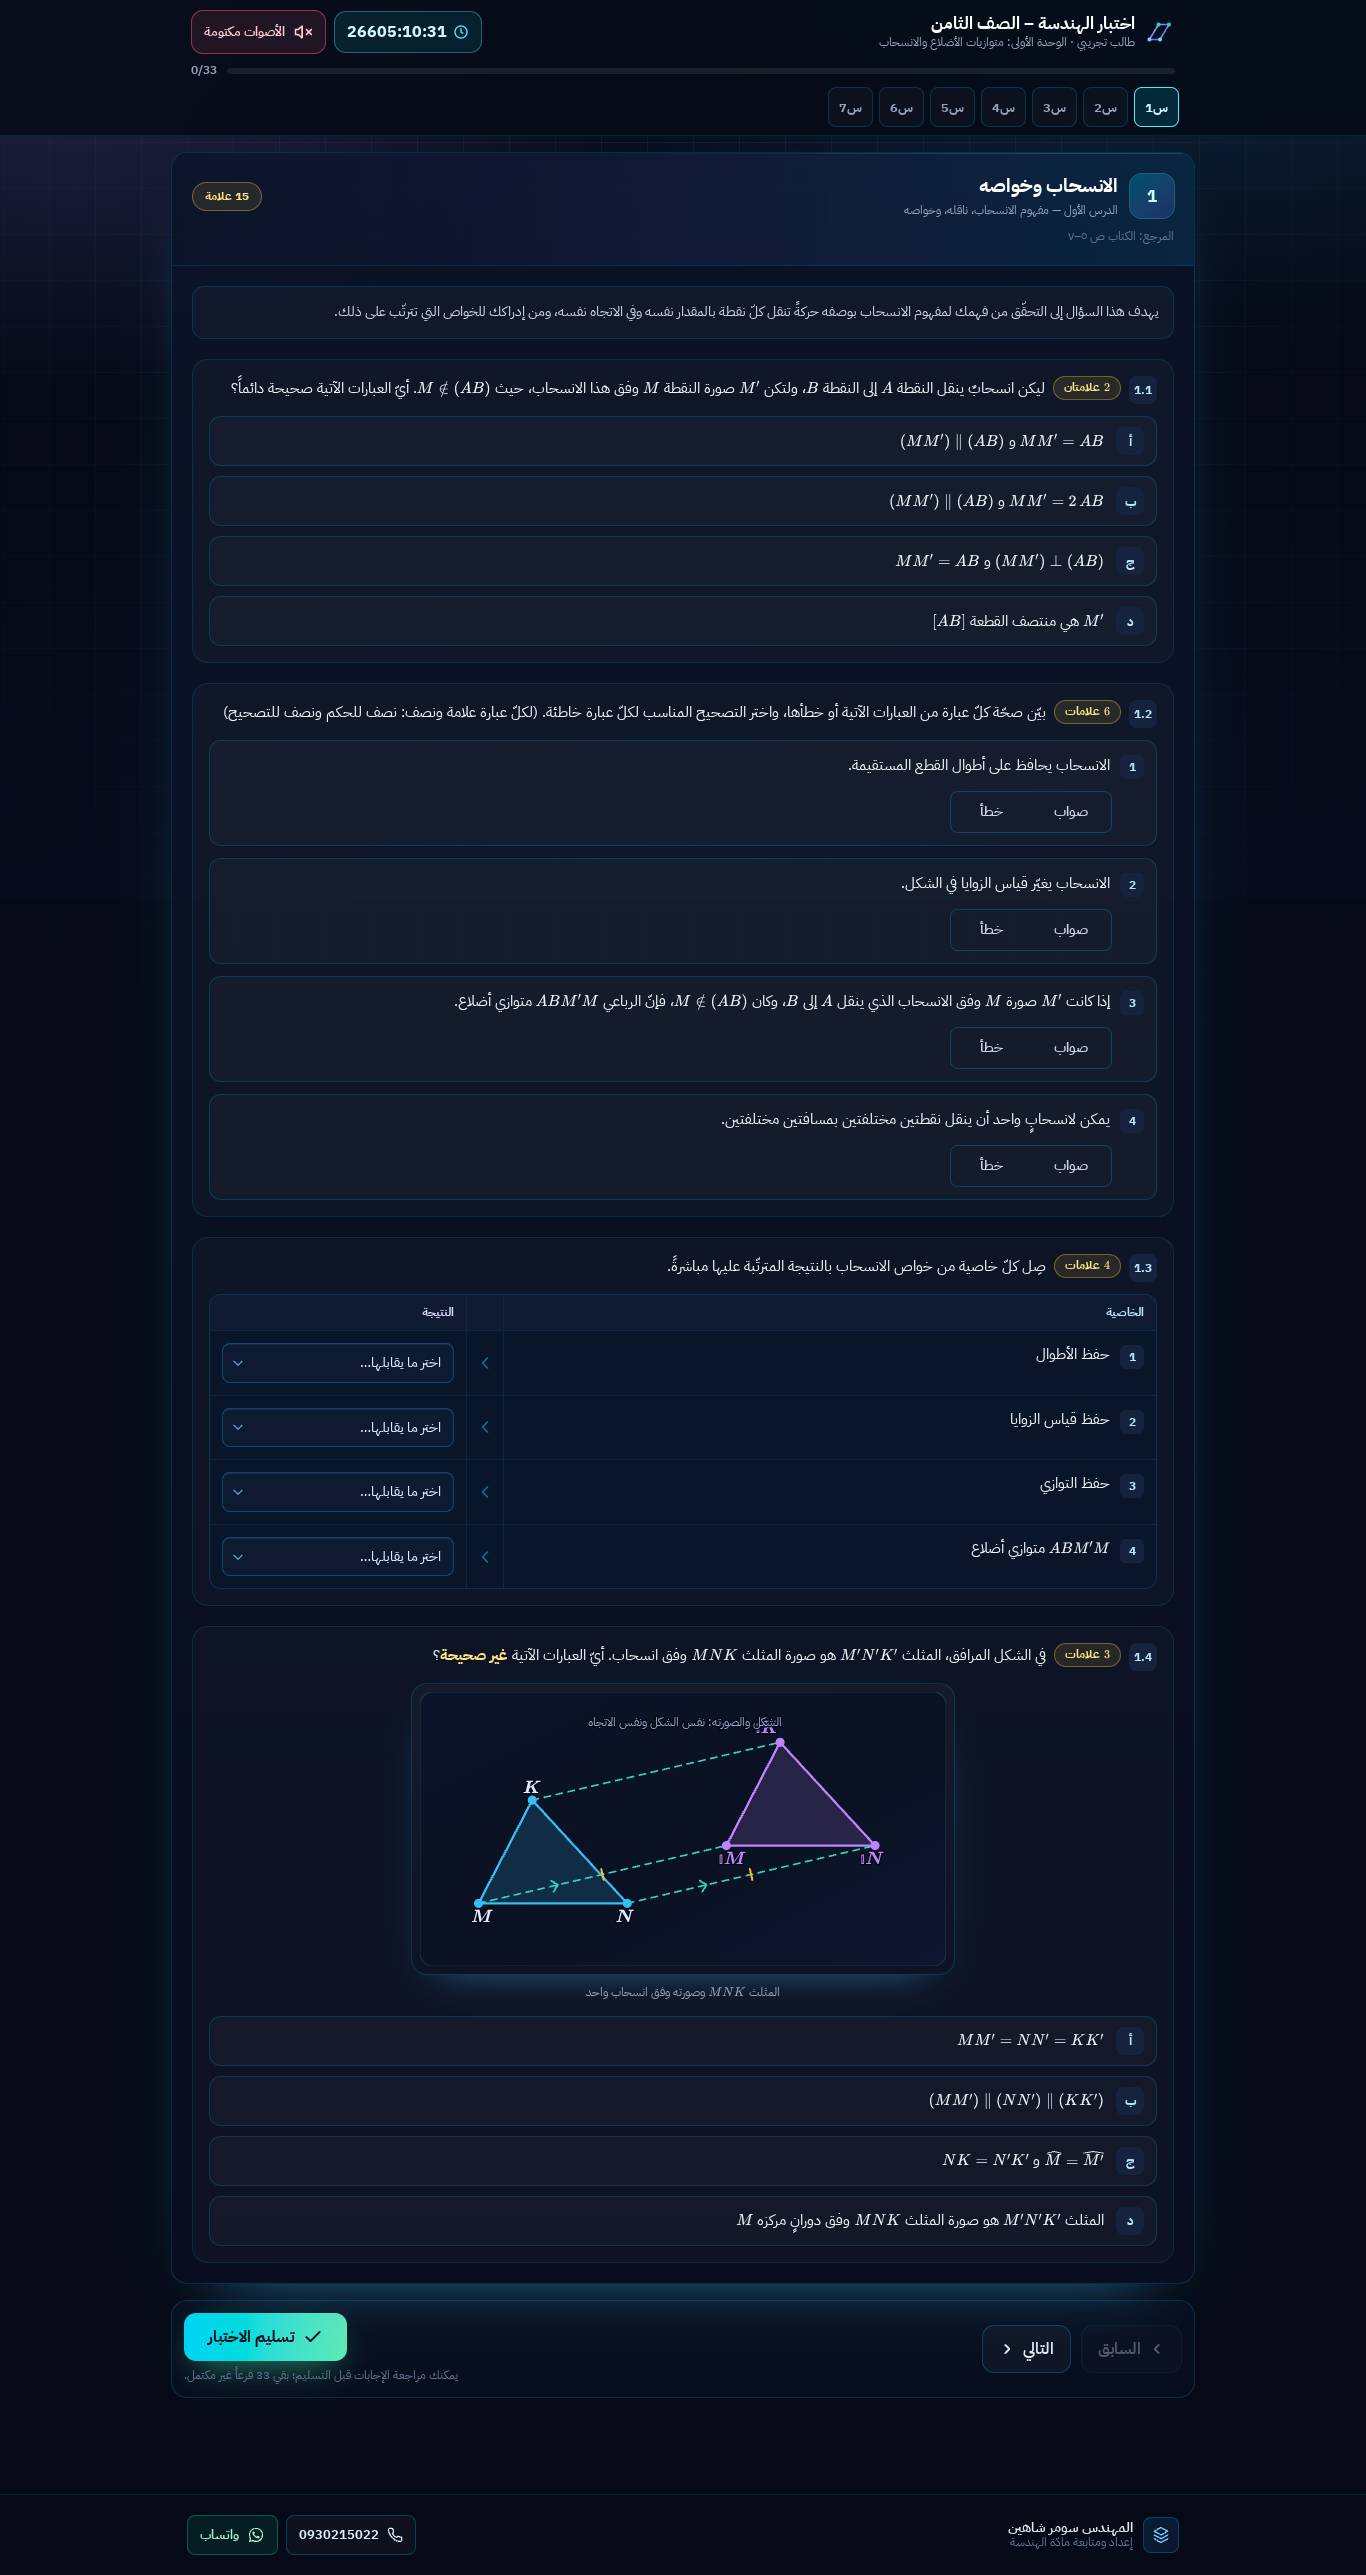 اختبار الهندسة – الصف الثامن
طالب تجريبي · الوحدة الأولى: متوازيات الأضلاع والانسحاب
26605:10:31
الأصوات مكتومة
0/33
س1 س2 س3 س4 س5 س6 س7
1
الانسحاب وخواصه
الدرس الأول — مفهوم الانسحاب، ناقله، وخواصه
المرجع: الكتاب ص ٥–٧
15 علامة
يهدف هذا السؤال إلى التحقّق من فهمك لمفهوم الانسحاب بوصفه حركةً تنقل كلّ نقطة بالمقدار نفسه وفي الاتجاه نفسه، ومن إدراكك للخواص التي تترتّب على ذلك.
1.1 2 علامتان ليكن انسحابٌ ينقل النقطة A إلى النقطة B، ولتكن M′ صورة النقطة M وفق هذا الانسحاب، حيث M ∉ (AB). أيّ العبارات الآتية صحيحة دائماً؟
أ MM′ = AB و (MM′) ∥ (AB)
ب MM′ = 2 AB و (MM′) ∥ (AB)
ج (MM′) ⊥ (AB) و MM′ = AB
د M′ هي منتصف القطعة [AB]
1.2 6 علامات بيّن صحّة كلّ عبارة من العبارات الآتية أو خطأها، واختر التصحيح المناسب لكلّ عبارة خاطئة. (لكلّ عبارة علامة ونصف: نصف للحكم ونصف للتصحيح)
1 الانسحاب يحافظ على أطوال القطع المستقيمة.
صواب خطأ
2 الانسحاب يغيّر قياس الزوايا في الشكل.
صواب خطأ
3 إذا كانت M′ صورة M وفق الانسحاب الذي ينقل A إلى B، وكان M ∉ (AB)، فإنّ الرباعي ABM′M متوازي أضلاع.
صواب خطأ
4 يمكن لانسحابٍ واحد أن ينقل نقطتين مختلفتين بمسافتين مختلفتين.
صواب خطأ
1.3 4 علامات صِل كلّ خاصية من خواص الانسحاب بالنتيجة المترتّبة عليها مباشرةً.
الخاصية النتيجة
1 حفظ الأطوال اختر ما يقابلها...
2 حفظ قياس الزوايا اختر ما يقابلها...
3 حفظ التوازي اختر ما يقابلها...
4 ABM′M متوازي أضلاع اختر ما يقابلها...
1.4 3 علامات في الشكل المرافق، المثلث M′N′K′ هو صورة المثلث MNK وفق انسحاب. أيّ العبارات الآتية غير صحيحة؟
الشكل والصورته: نفس الشكل ونفس الاتجاه
K
K
M
N
M
N
المثلث MNK وصورته وفق انسحاب واحد
أ MM′ = NN′ = KK′
ب (MM′) ∥ (NN′) ∥ (KK′)
ج M̂ = M̂′ و NK = N′K′
د المثلث M′N′K′ هو صورة المثلث MNK وفق دورانٍ مركزه M
السابق
التالي
تسليم الاختبار
يمكنك مراجعة الإجابات قبل التسليم؛ بقي 33 فرعاً غير مكتمل.
المهندس سومر شاهين
إعداد ومتابعة مادّة الهندسة
0930215022
واتساب